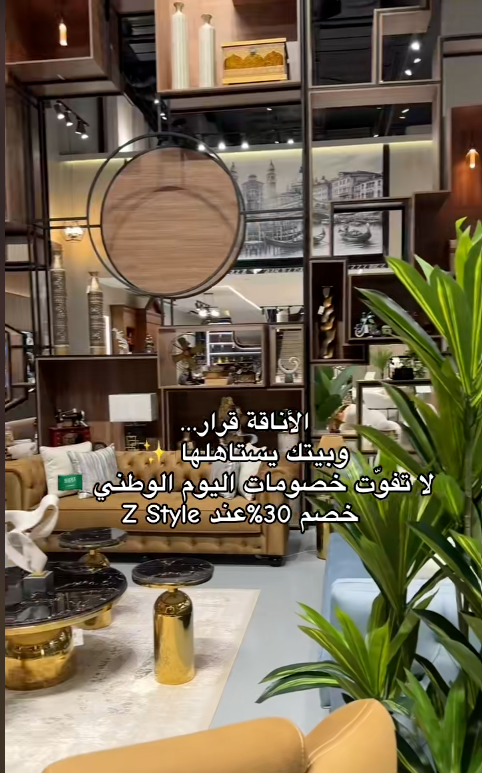 الأناقة قرار...
وبيتك يستاهلها ✨
لا تفوّت خصومات اليوم الوطني
خصم 30% عند Z Style